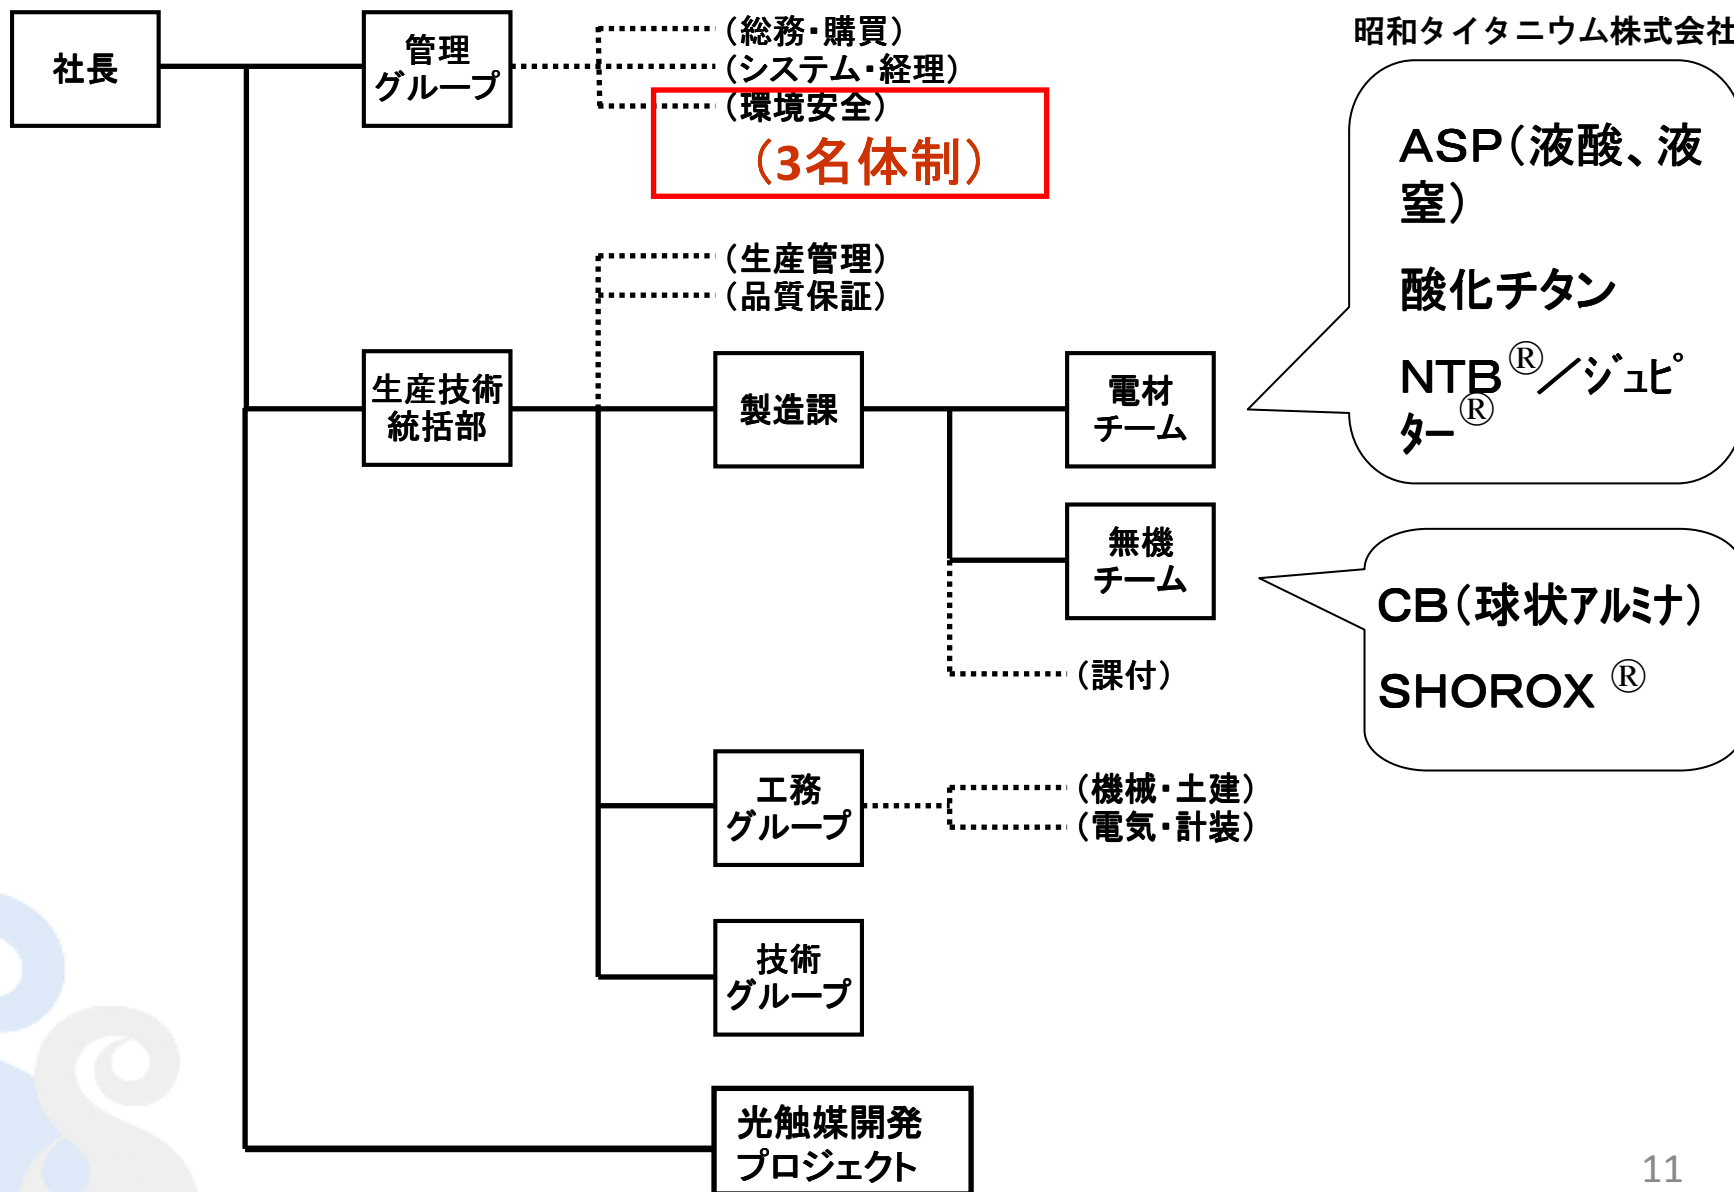 昭和タイタニウム株式会社
社長
管理
グループ
（総務・購買）
（システム・経理）
（環境安全）
（3名体制）
（生産管理）
（品質保証）
生産技術
統括部
製造課
電材
チーム
無機
チーム
（課付）
工務
グループ
（機械・土建）
（電気・計装）
技術
グループ
光触媒開発
プロジェクト
ASP（液酸、液
窒）
酸化チタン
NTB®／ジュピ
ター®
CB（球状アルミナ）
SHOROX ®
11